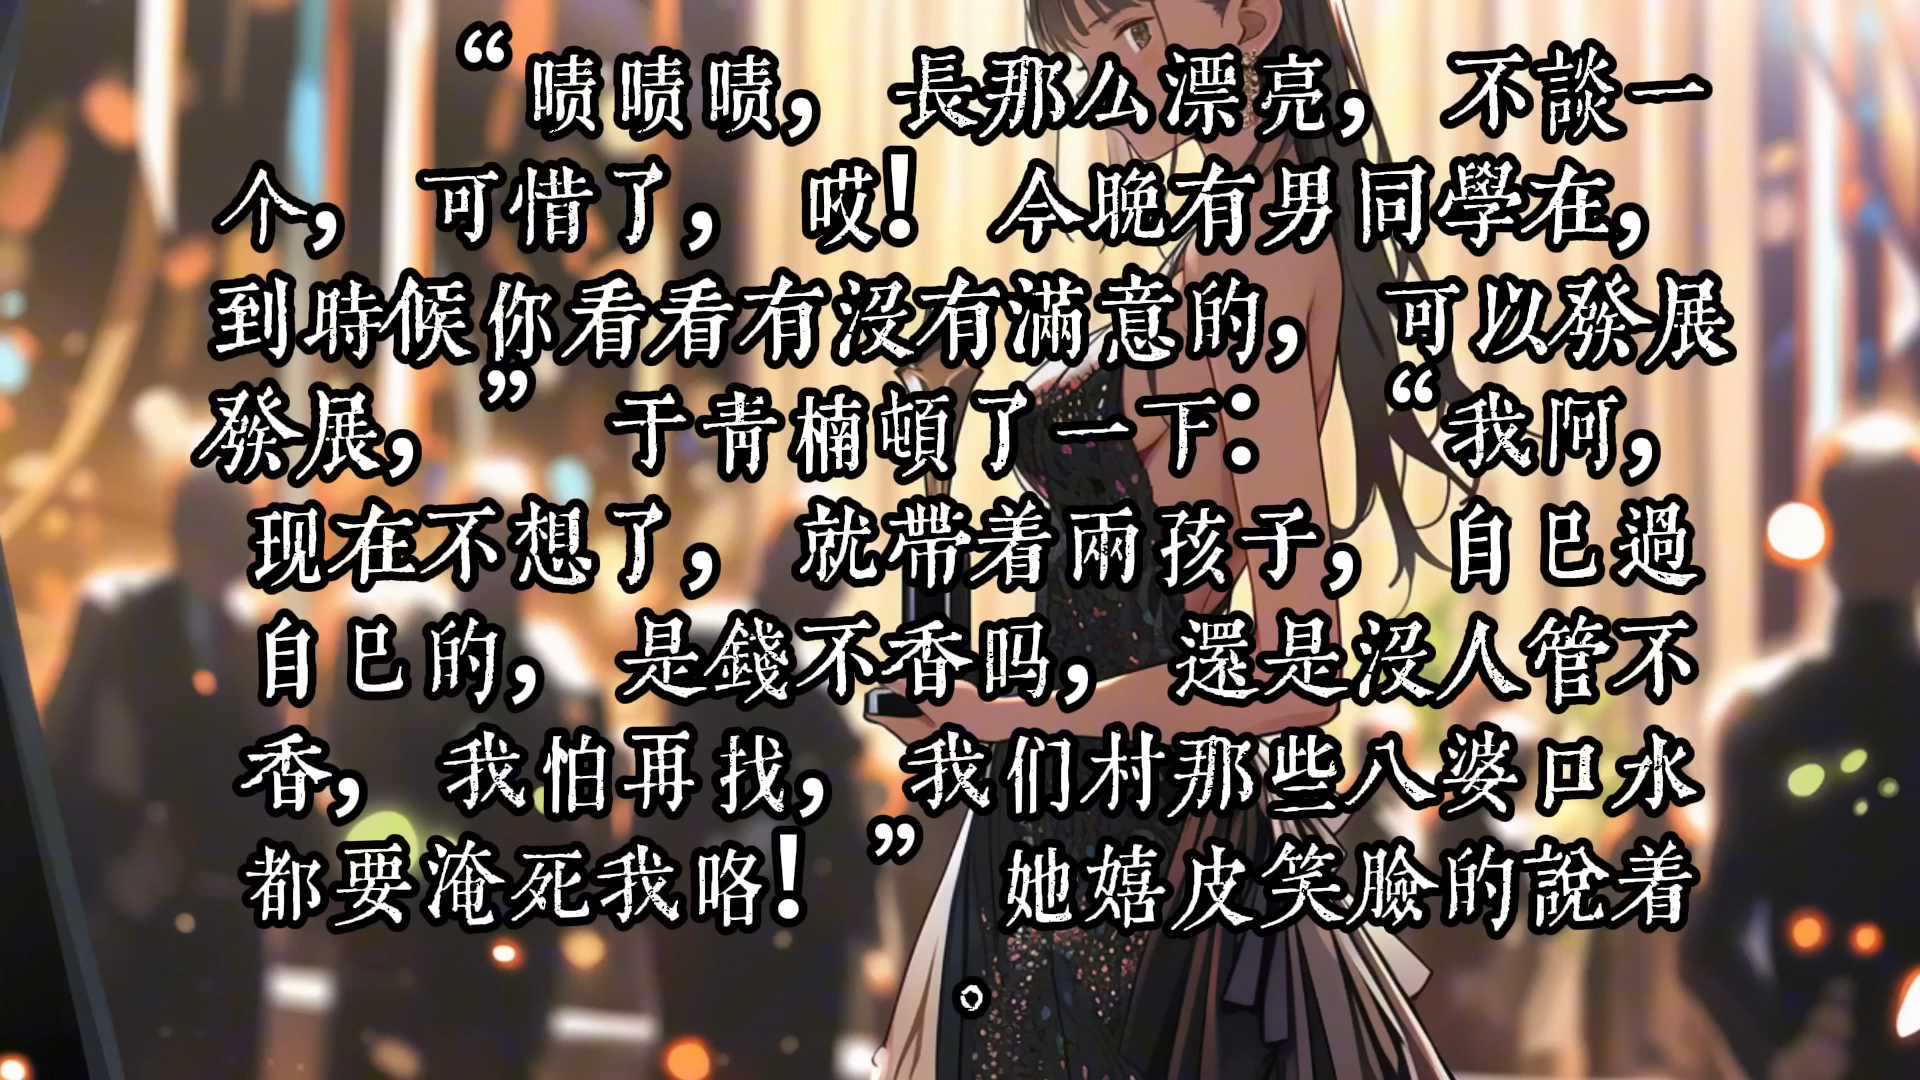 “啧啧啧，長那么漂亮，不談一
个，可惜了，哎！今晚有男同學在，
到時候你看看有沒有滿意的，可以發展
發展，”于青楠頓了一下：“我阿，
现在不想了，就帶着兩孩子，自己過
自己的，是錢不香吗，還是沒人管不
香，我怕再找，我们村那些八婆口水
都要淹死我咯！”她嬉皮笑臉的說着
。